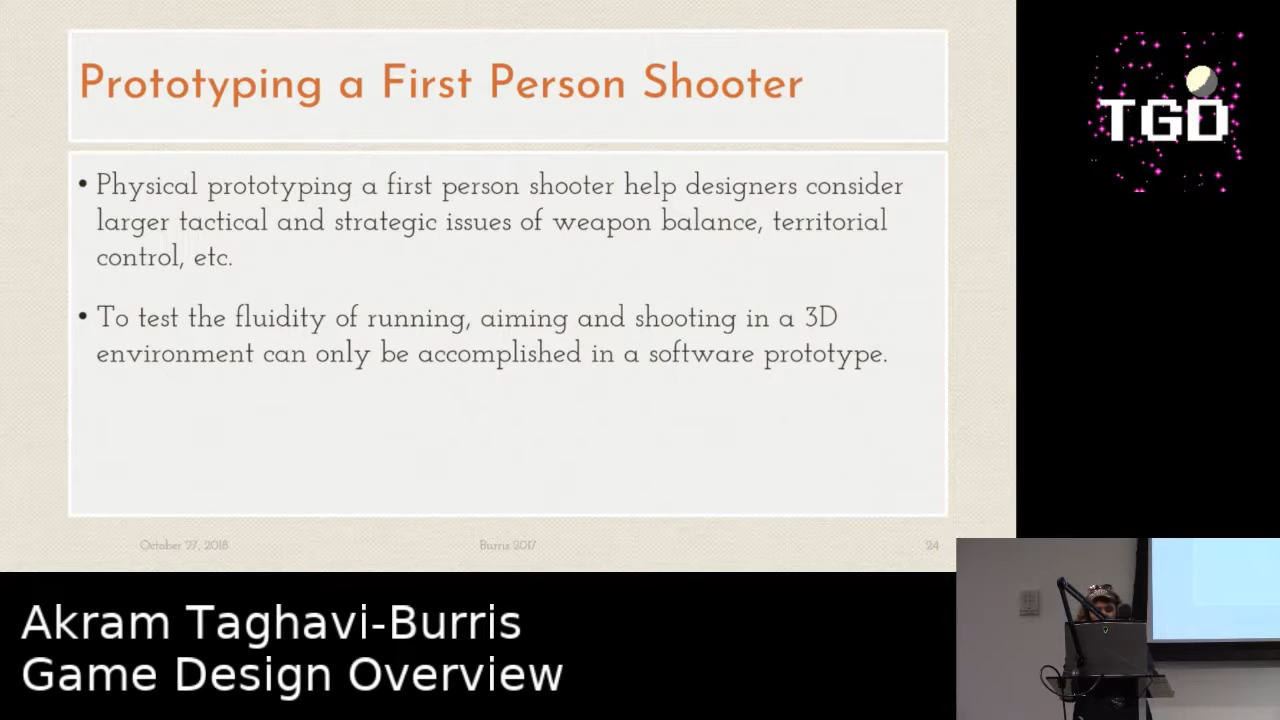 Prototyping a First Person Shooter
• Physical prototyping a first person shooter help designers consider
larger tactical and strategic issues of weapon balance, territorial
control, etc.
• To test the fluidity of running, aiming and shooting in a 3D
environment can only be accomplished in a software prototype.
October 27, 2018
Burris 2017
24
TGD
Akram Taghavi-Burris
Game Design Overview